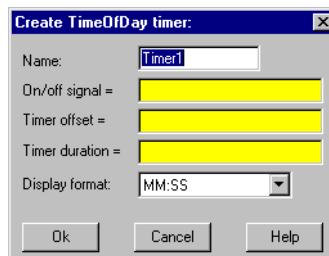 Create TimeOfDay timer:
Name: Timer1
On/off signal =
Timer offset =
Timer duration =
Display format: MM:SS
Ok Cancel Help